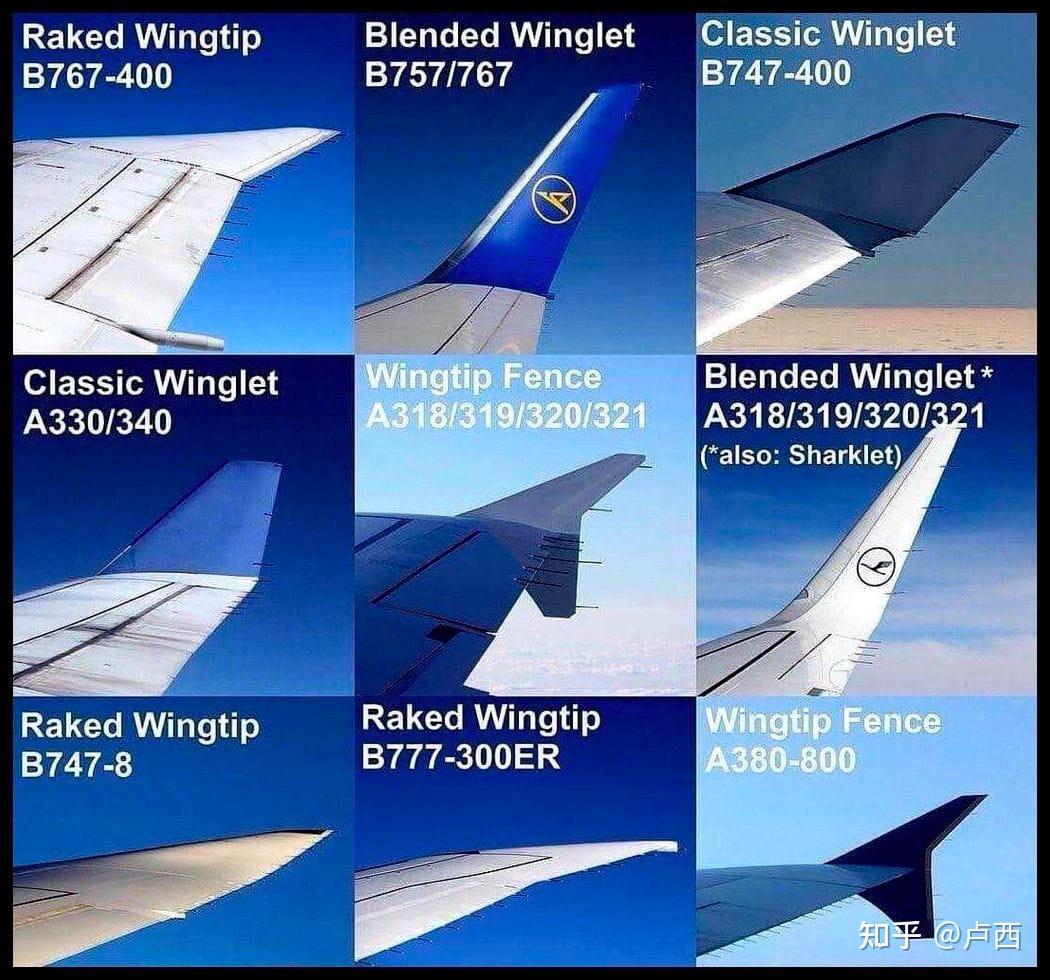 Raked Wingtip
B767-400
Blended Winglet
B757/767
Classic Winglet
B747-400
Classic Winglet
A330/340
Wingtip Fence
A318/319/320/321
Blended Winglet*
A318/319/320/321
(*also: Sharklet)
Raked Wingtip
B747-8
Raked Wingtip
B777-300ER
Wingtip Fence
A380-800
知乎 @卢西